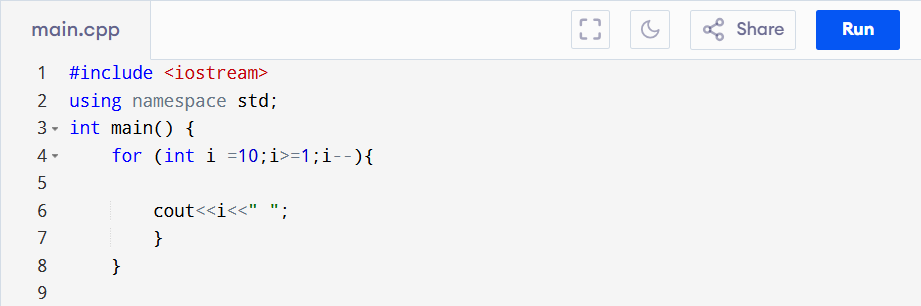 main.cpp Share Run
1 #include <iostream>
2 using namespace std;
3 int main() {
4     for (int i =10;i>=1;i--){
5
6         cout<<i<<" ";
7         }
8     }
9